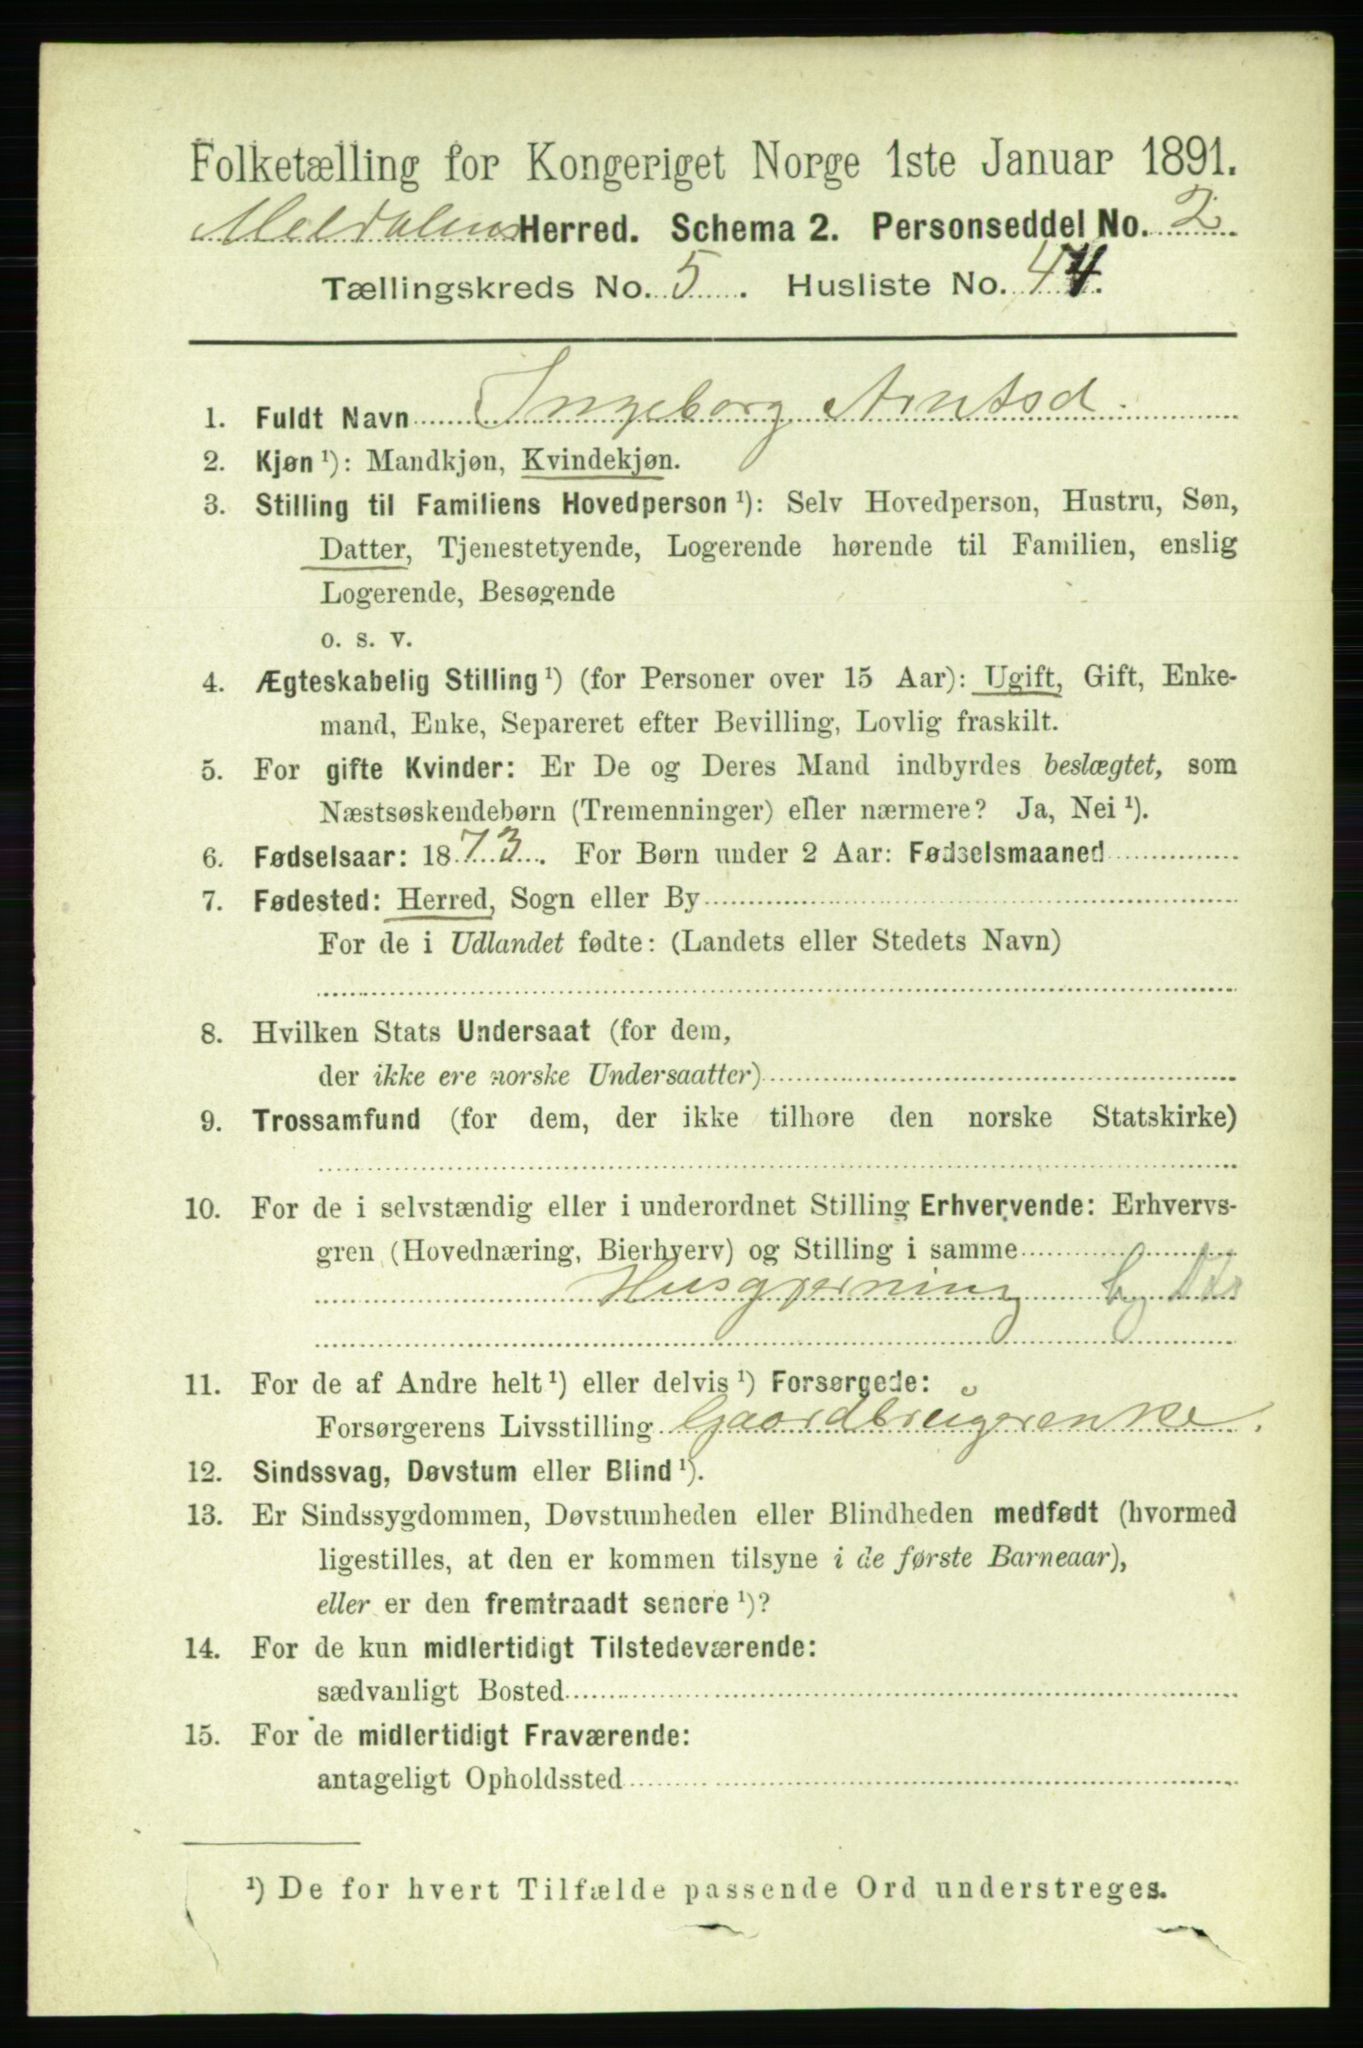 Folketælling for Kongeriget Norge 1ste Januar 1891.
Meldalens Herred. Schema 2. Personseddel No. 2
Tællingskreds No. 5. Husliste No. 44.
1. Fuldt Navn Ingeborg Arntsd.
2. Kjøn ¹): Mandkjøn, Kvindekjøn.
3. Stilling til Familiens Hovedperson ¹): Selv Hovedperson, Hustru, Søn,
Datter, Tjenestetyende, Logerende hørende til Familien, enslig
Logerende, Besøgende
o. s. v.
4. Ægteskabelig Stilling ¹) (for Personer over 15 Aar): Ugift, Gift, Enke-
mand, Enke, Separeret efter Bevilling, Lovlig fraskilt.
5. For gifte Kvinder: Er De og Deres Mand indbyrdes beslægtet, som
Næstsøskendebørn (Tremenninger) eller nærmere? Ja, Nei ¹).
6. Fødselsaar: 1873. For Børn under 2 Aar: Fødselsmaaned
7. Fødested: Herred, Sogn eller By
For de i Udlandet fødte: (Landets eller Stedets Navn)
8. Hvilken Stats Undersaat (for dem,
der ikke ere norske Undersaatter)
9. Trossamfund (for dem, der ikke tilhøre den norske Statskirke)
10. For de i selvstændig eller i underordnet Stilling Erhvervende: Erhvervs-
gren (Hovednæring, Bierhverv) og Stilling i samme
Husgjerning
11. For de af Andre helt ¹) eller delvis ¹) Forsørgede:
Forsørgerens Livsstilling Gaardbrugerenke.
12. Sindssvag, Døvstum eller Blind ¹).
13. Er Sindssygdommen, Døvstumheden eller Blindheden medfødt (hvormed
ligestilles, at den er kommen tilsyne i de første Barneaar),
eller er den fremtraadt senere ¹)?
14. For de kun midlertidigt Tilstedeværende:
sædvanligt Bosted
15. For de midlertidigt Fraværende:
antageligt Opholdssted
¹) De for hvert Tilfælde passende Ord understreges.